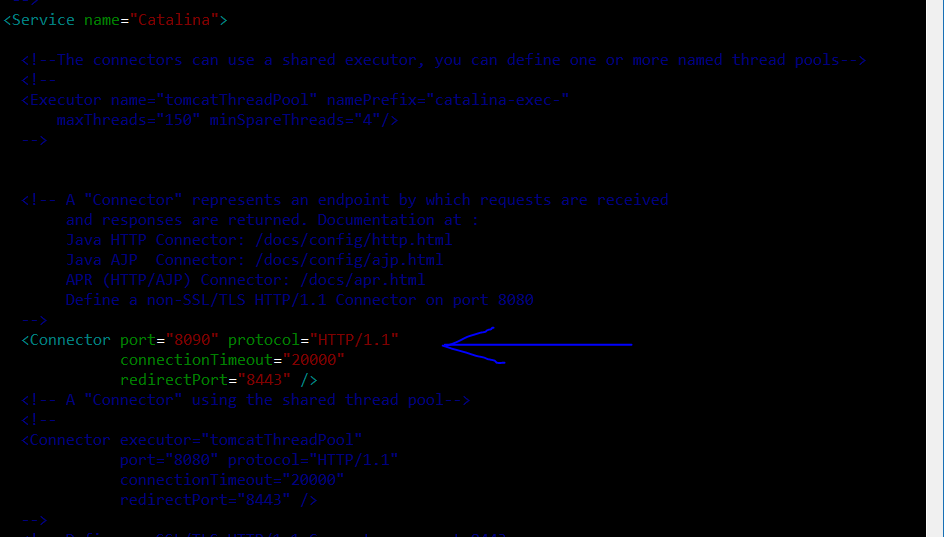 -->
<Service name="Catalina">
<!--The connectors can use a shared executor, you can define one or more named thread pools-->
<!--
<Executor name="tomcatThreadPool" namePrefix="catalina-exec-"
maxThreads="150" minSpareThreads="4"/>
-->
<!-- A "Connector" represents an endpoint by which requests are received
and responses are returned. Documentation at :
Java HTTP Connector: /docs/config/http.html
Java AJP  Connector: /docs/config/ajp.html
APR (HTTP/AJP) Connector: /docs/apr.html
Define a non-SSL/TLS HTTP/1.1 Connector on port 8080
-->
<Connector port="8090" protocol="HTTP/1.1"
connectionTimeout="20000"
redirectPort="8443" />
<!-- A "Connector" using the shared thread pool-->
<!--
<Connector executor="tomcatThreadPool"
port="8080" protocol="HTTP/1.1"
connectionTimeout="20000"
redirectPort="8443" />
-->